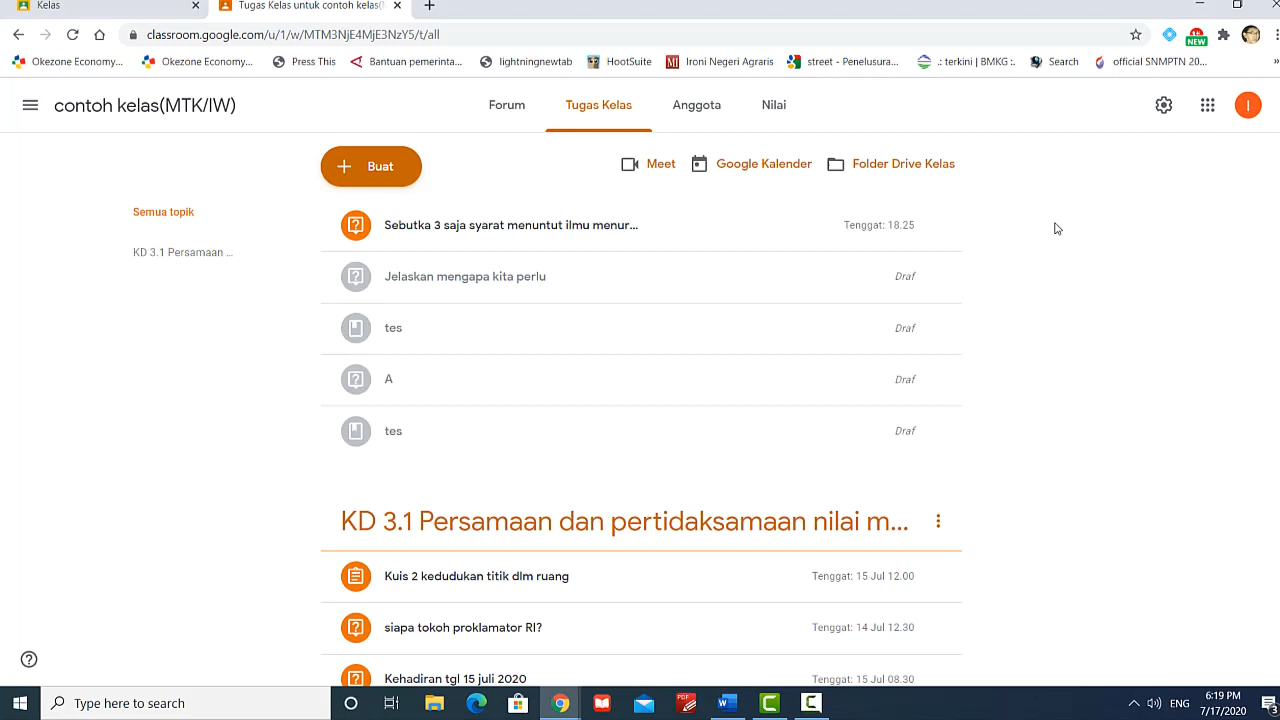 Kelas
Tugas Kelas untuk contoh kelas(
classroom.google.com/u/1/w/MTM3NjE4MjE3NzY5/t/all
NEW
Okezone Economy...
Okezone Economy...
Press This
Bantuan pemerinta...
lightningnewtab
HootSuite
MI
Ironi Negeri Agraris
street - Penelusura...
.: terkini | BMKG :.
Search
official SNMPTN 20...
»
contoh kelas(MTK/IW)
Forum
Tugas Kelas
Anggota
Nilai
I
Buat
Meet
Google Kalender
Folder Drive Kelas
Semua topik
KD 3.1 Persamaan ...
Sebutka 3 saja syarat menuntut ilmu menur...
Tenggat: 18.25
Jelaskan mengapa kita perlu
Draf
tes
Draf
A
Draf
tes
Draf
KD 3.1 Persamaan dan pertidaksamaan nilai m...
Kuis 2 kedudukan titik dlm ruang
Tenggat: 15 Jul 12.00
siapa tokoh proklamator RI?
Tenggat: 14 Jul 12.30
Kehadiran tgl 15 juli 2020
Tenggat: 15 Jul 08.30
Type here to search
ENG
6:19 PM
7/17/2020
3